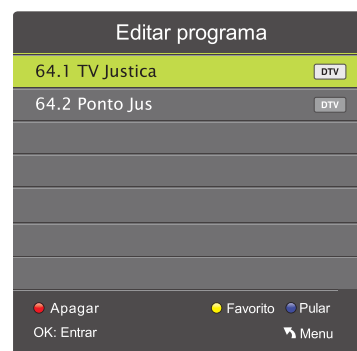 Editar programa
64.1 TV Justica DTV
64.2 Ponto Jus DTV
Apagar Favorito Pular
OK: Entrar Menu